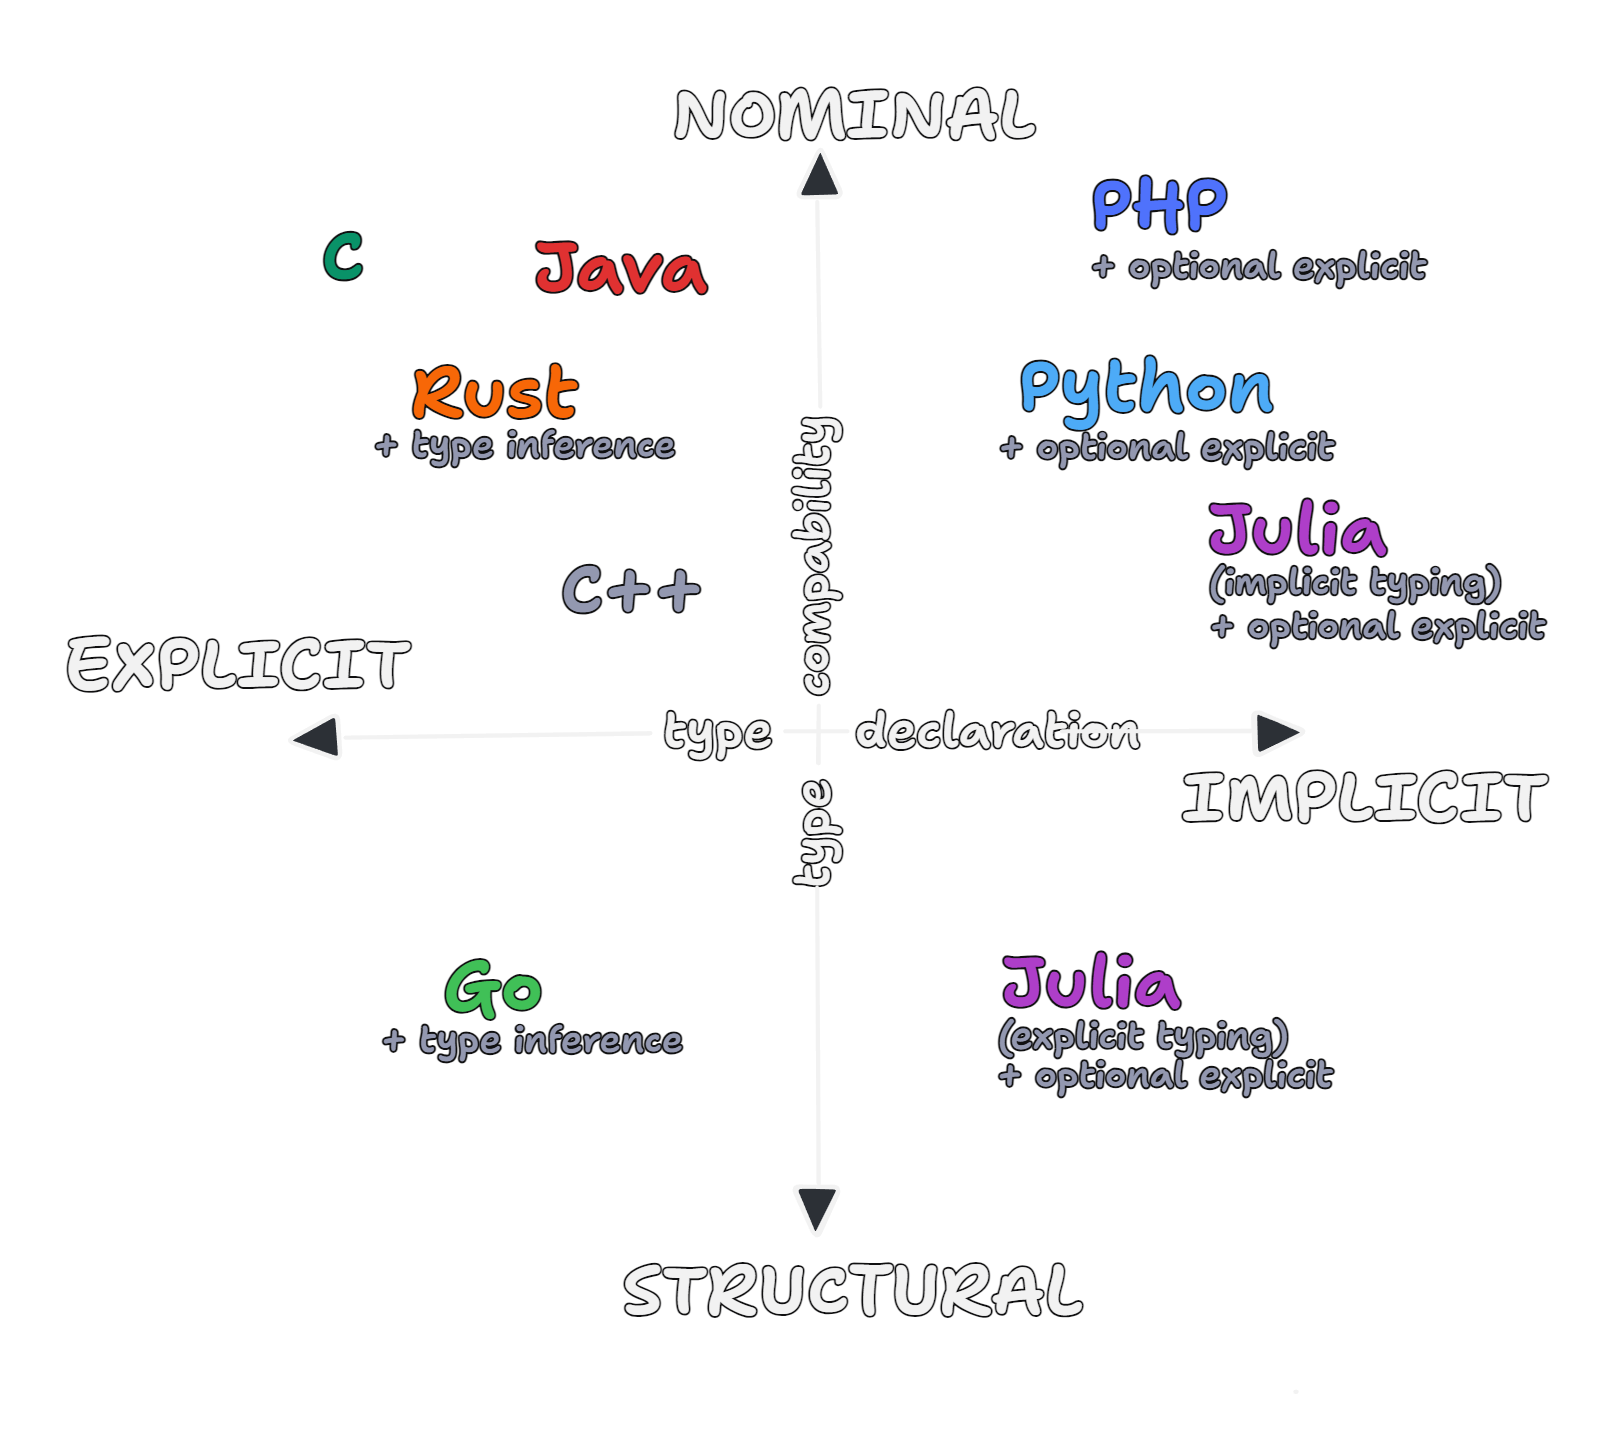 NOMINAL
PHP
+ optional explicit
C
Java
Rust
+ type inference
Python
+ optional explicit
Julia
(implicit typing)
+ optional explicit
C++
EXPLICIT
type compability
type declaration
IMPLICIT
Go
+ type inference
Julia
(explicit typing)
+ optional explicit
STRUCTURAL